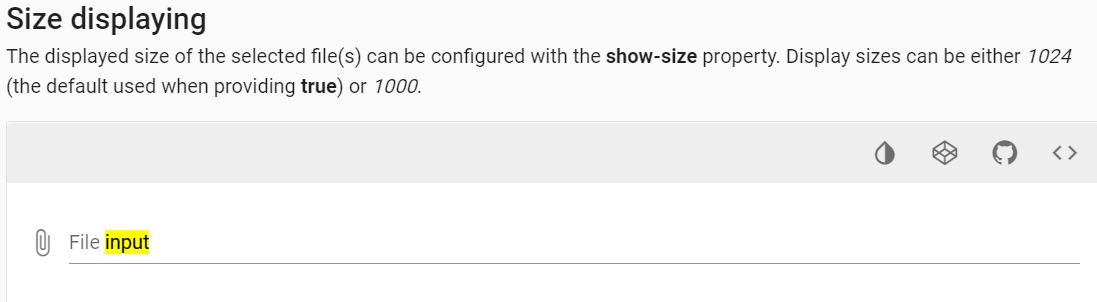 Size displaying
The displayed size of the selected file(s) can be configured with the show-size property. Display sizes can be either 1024
(the default used when providing true) or 1000.
File input